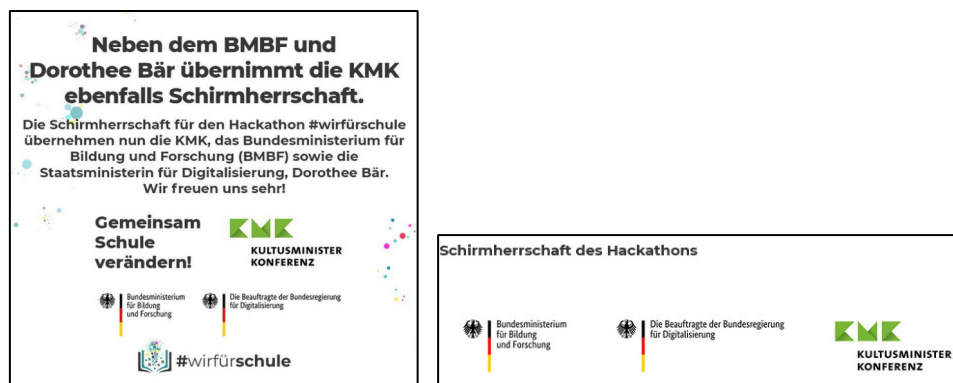 Neben dem BMBF und
Dorothee Bär übernimmt die KMK
ebenfalls Schirmherrschaft.
Die Schirmherrschaft für den Hackathon #wirfürschule
übernehmen nun die KMK, das Bundesministerium für
Bildung und Forschung (BMBF) sowie die
Staatsministerin für Digitalisierung, Dorothee Bär.
Wir freuen uns sehr!
Gemeinsam
Schule
verändern!
KMK
KULTUSMINISTER
KONFERENZ
Bundesministerium
für Bildung
und Forschung
Die Beauftragte der Bundesregierung
für Digitalisierung
#wirfürschule
Schirmherrschaft des Hackathons
Bundesministerium
für Bildung
und Forschung
Die Beauftragte der Bundesregierung
für Digitalisierung
KMK
KULTUSMINISTER
KONFERENZ